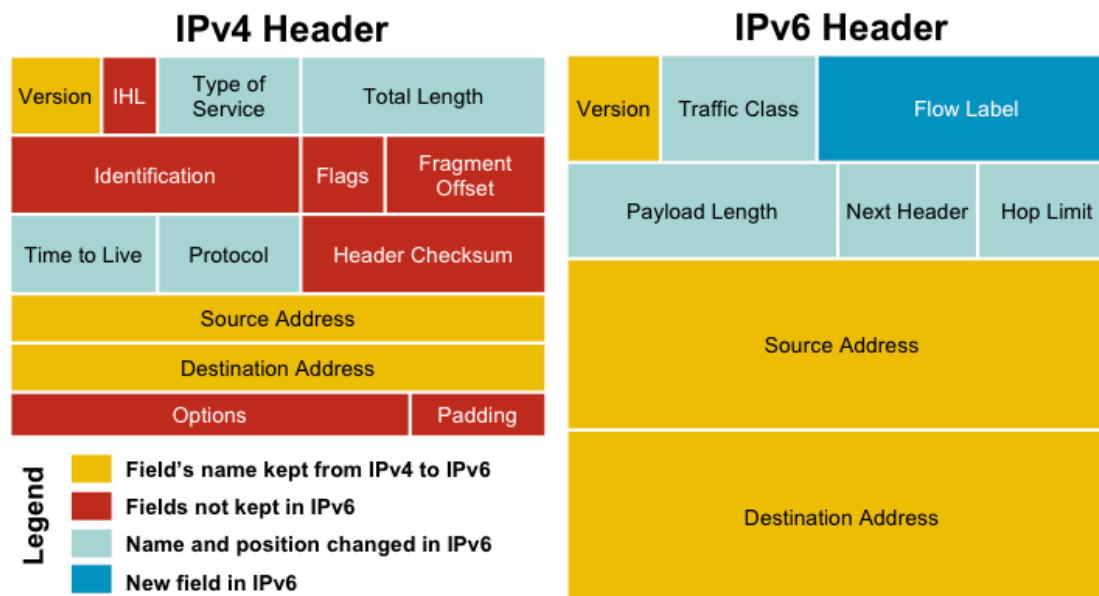 IPv4 Header
Version
IHL
Type of
Service
Total Length
Identification
Flags
Fragment
Offset
Time to Live
Protocol
Header Checksum
Source Address
Destination Address
Options
Padding
Legend
Field's name kept from IPv4 to IPv6
Fields not kept in IPv6
Name and position changed in IPv6
New field in IPv6
IPv6 Header
Version
Traffic Class
Flow Label
Payload Length
Next Header
Hop Limit
Source Address
Destination Address